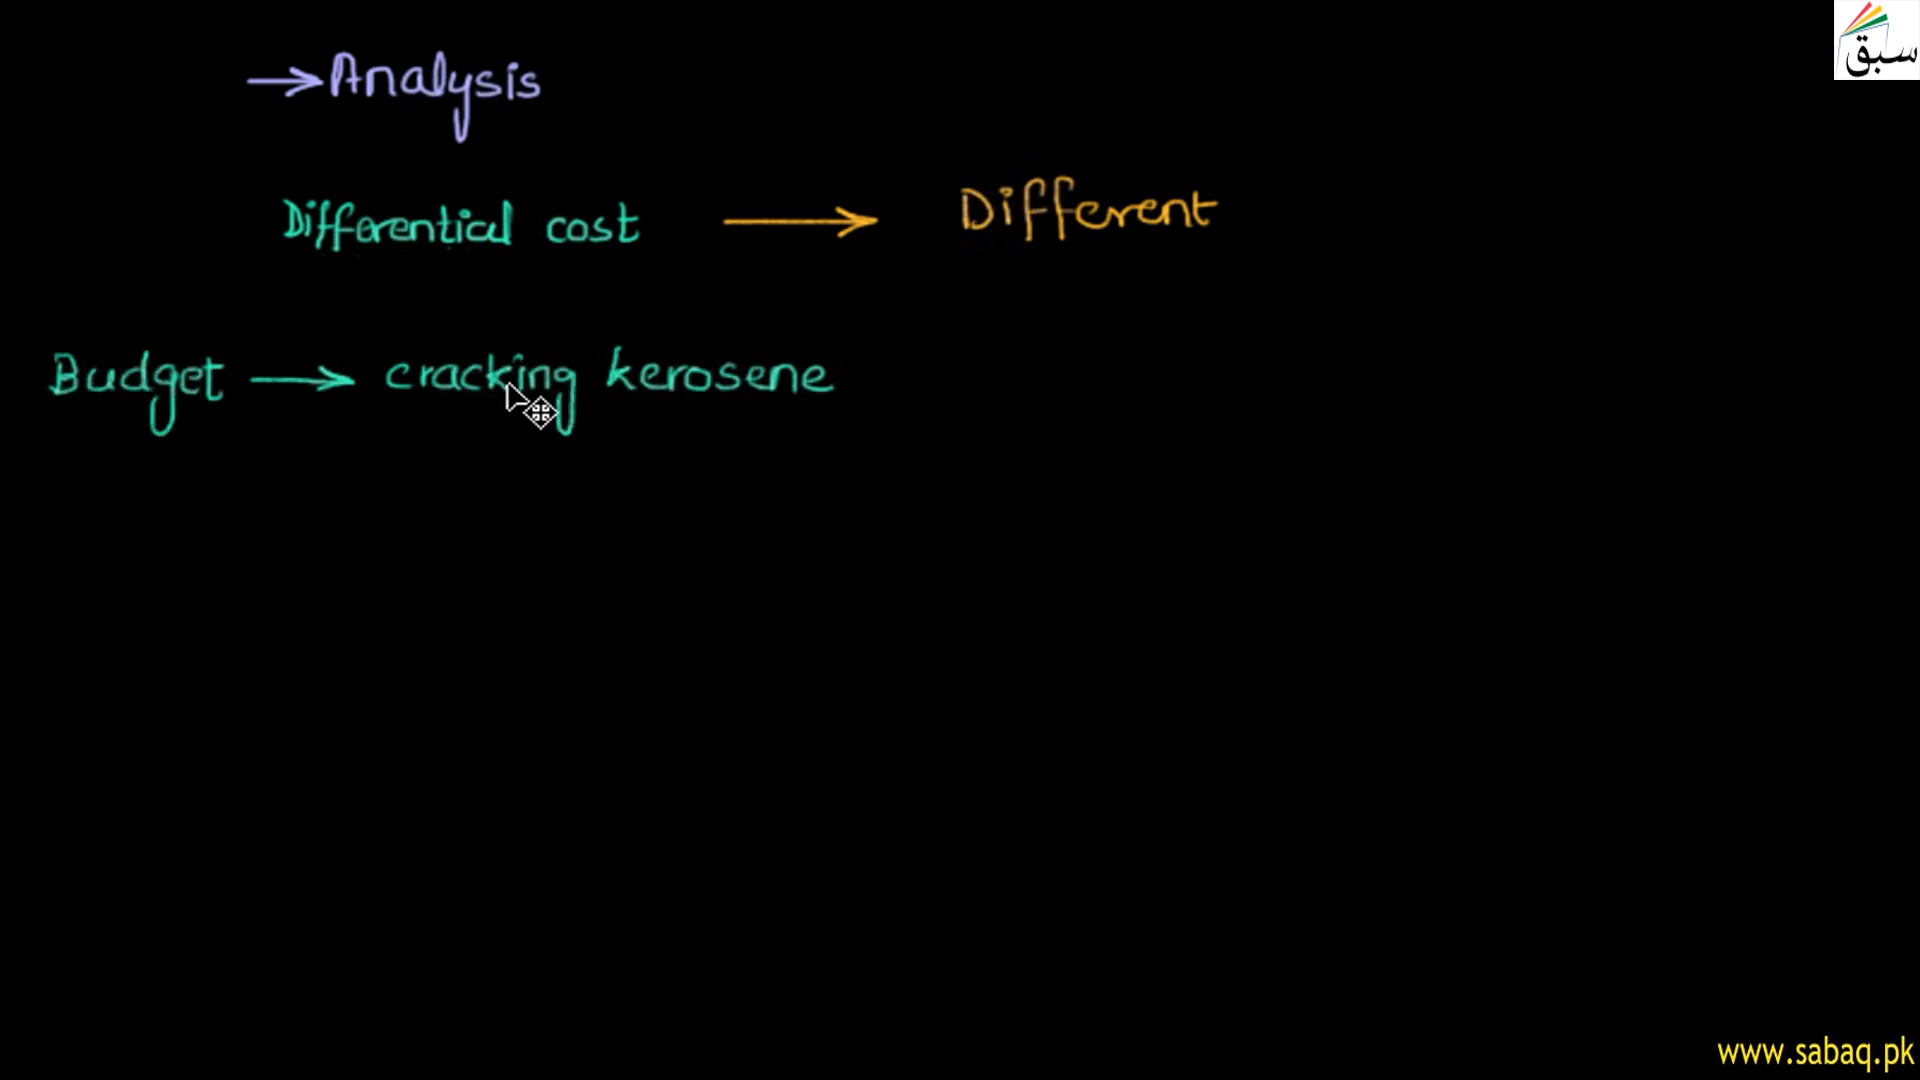 سبق
→ Analysis
Differential cost → Different
Budget → cracking kerosene
www.sabaq.pk